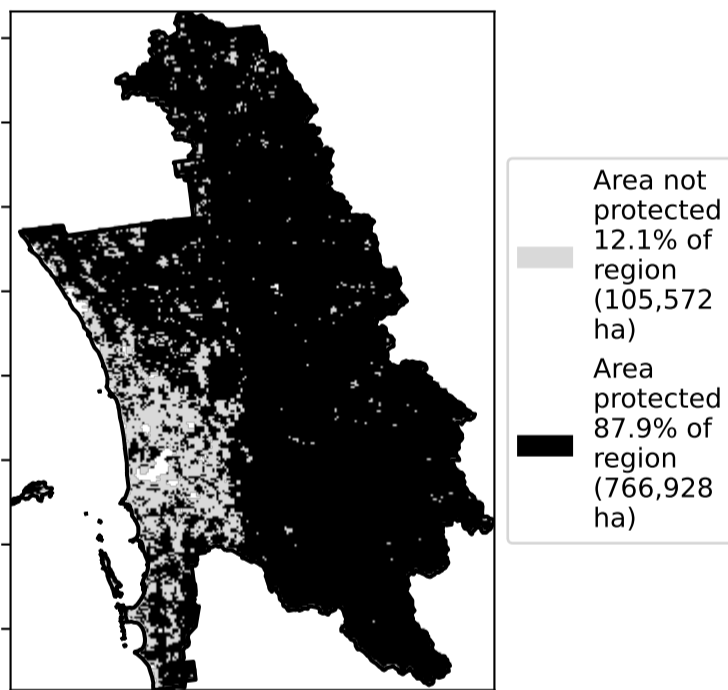 Area not
protected
12.1% of
region
(105,572
ha)
Area
protected
87.9% of
region
(766,928
ha)